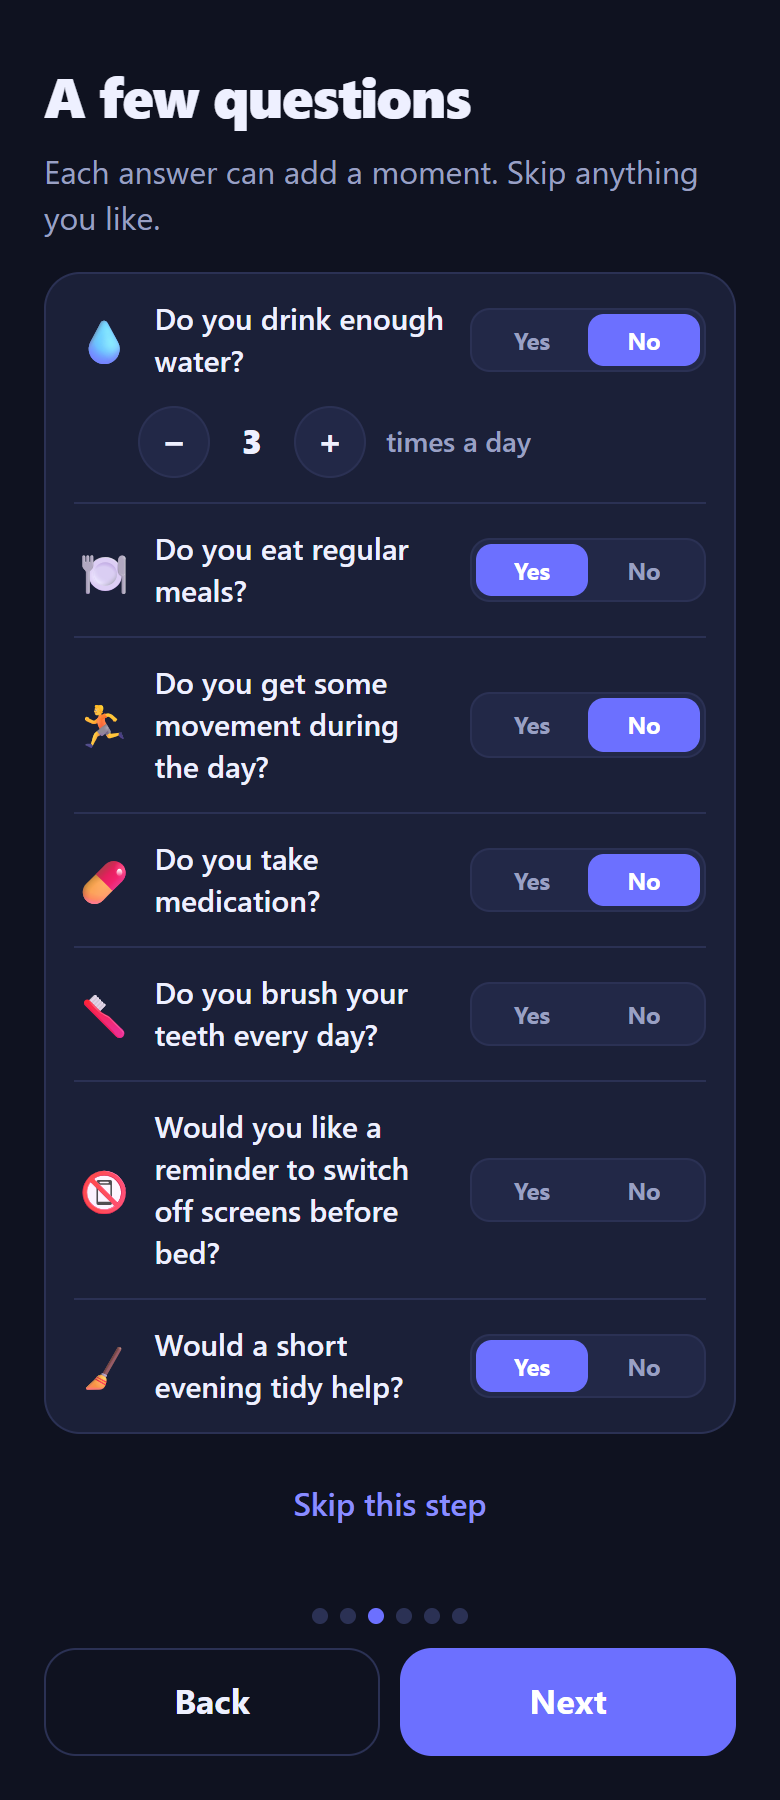 A few questions
Each answer can add a moment. Skip anything
you like.
Do you drink enough
water?
Yes No
− 3 + times a day
Do you eat regular
meals?
Yes No
Do you get some
movement during
the day?
Yes No
Do you take
medication?
Yes No
Do you brush your
teeth every day?
Yes No
Would you like a
reminder to switch
off screens before
bed?
Yes No
Would a short
evening tidy help?
Yes No
Skip this step
Back Next